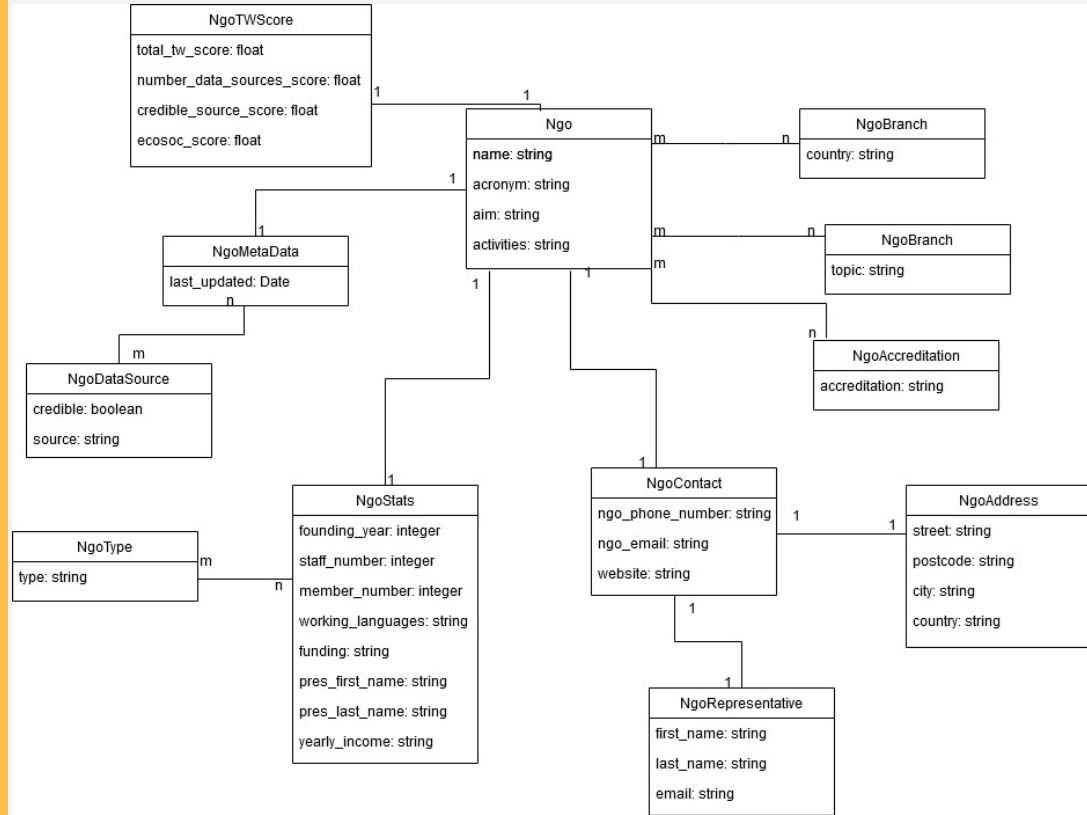 NgoTWScore
total_tw_score: float
number_data_sources_score: float
credible_source_score: float
ecosoc_score: float
1
1
Ngo
name: string
acronym: string
aim: string
activities: string
m
n
NgoBranch
country: string
1
1
NgoMetaData
last_updated: Date
n
m
NgoDataSource
credible: boolean
source: string
m
n
NgoBranch
topic: string
m
n
NgoAccreditation
accreditation: string
1
1
NgoStats
founding_year: integer
staff_number: integer
member_number: integer
working_languages: string
funding: string
pres_first_name: string
pres_last_name: string
yearly_income: string
NgoType
type: string
m
n
1
1
NgoContact
ngo_phone_number: string
ngo_email: string
website: string
1
1
NgoAddress
street: string
postcode: string
city: string
country: string
1
1
NgoRepresentative
first_name: string
last_name: string
email: string